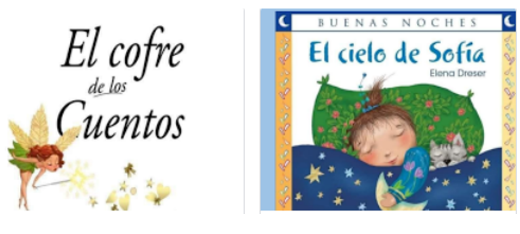 El cofre
de los
Cuentos
BUENAS NOCHES
El cielo de Sofía
Elena Dreser